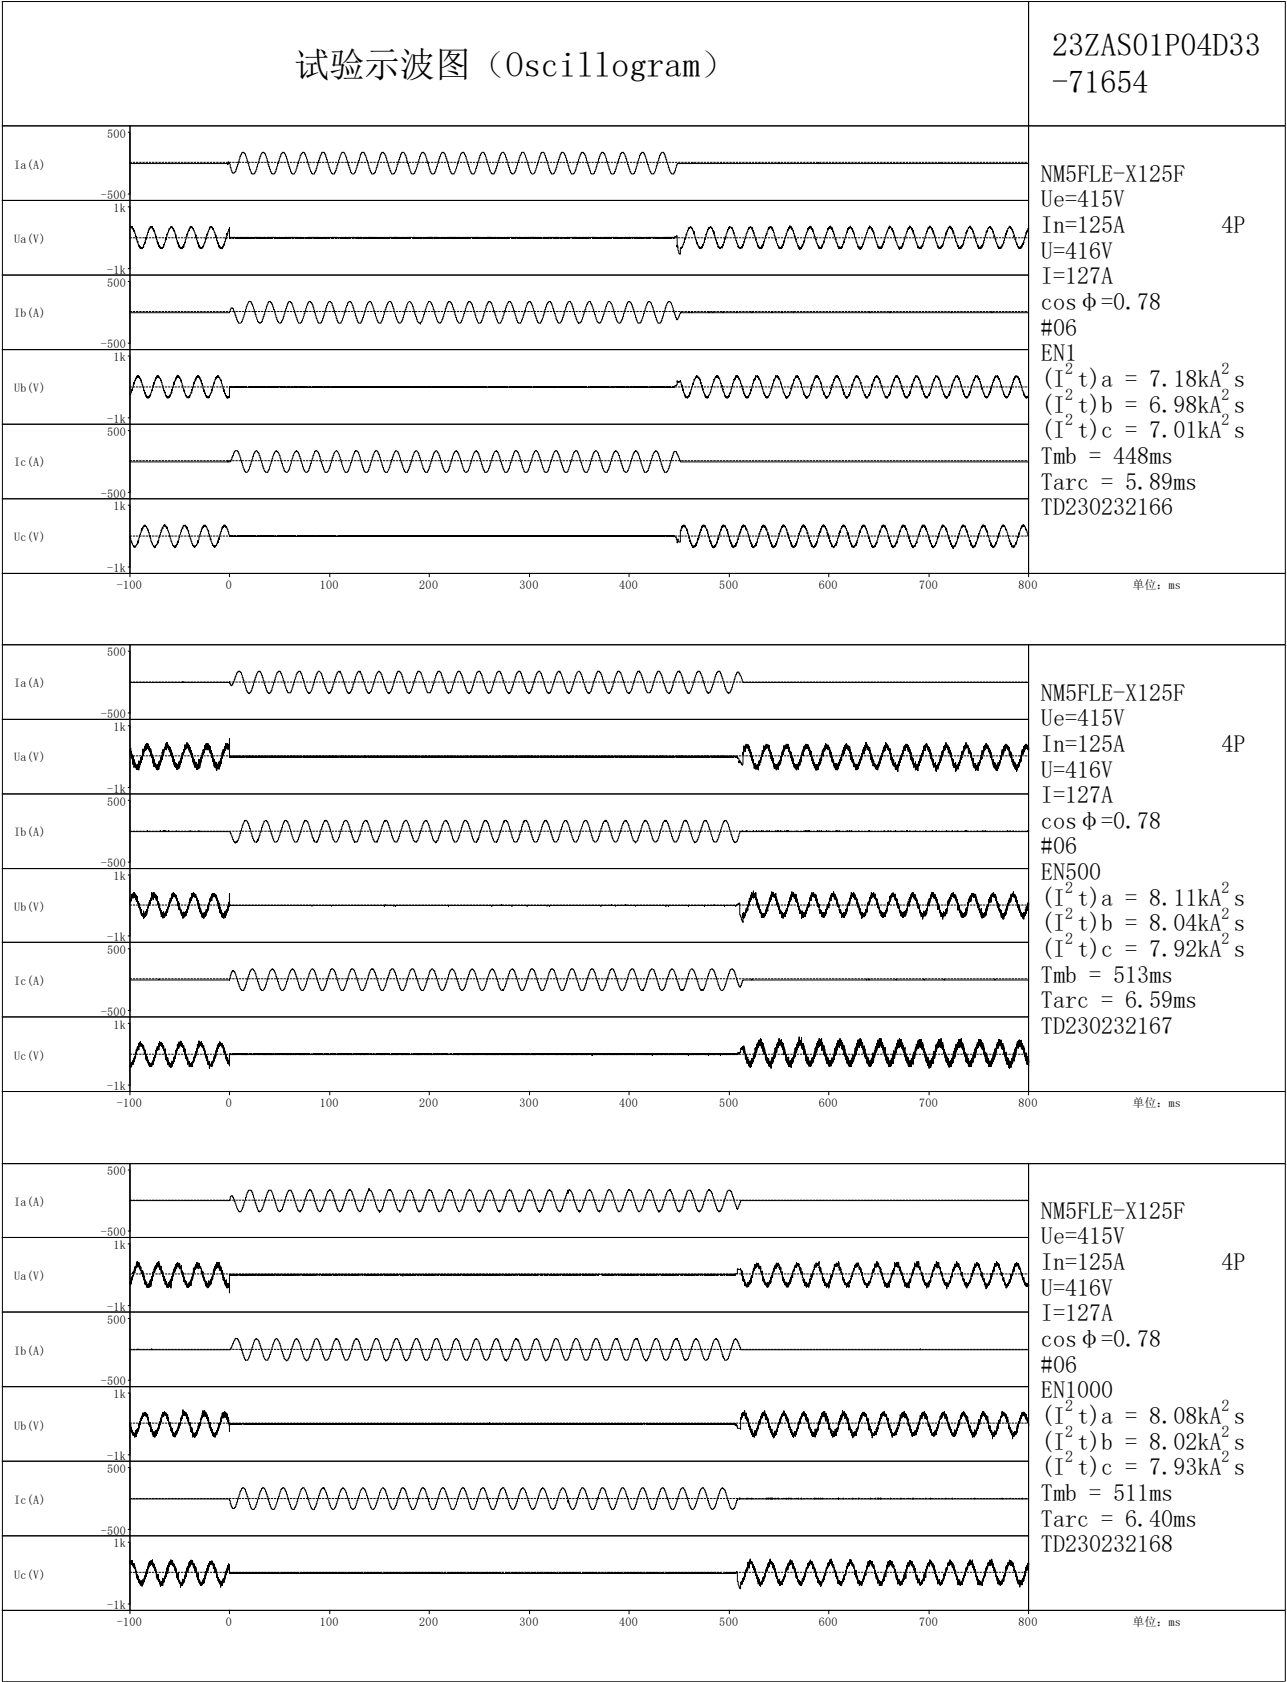 试验示波图（Oscillogram）
23ZAS01P04D33
-71654
500
Ia(A)
-500
1k
Ua(V)
-1k
500
Ib(A)
-500
1k
Ub(V)
-1k
500
Ic(A)
-500
1k
Uc(V)
-1k
-100 0 100 200 300 400 500 600 700 800 单位：ms
NM5FLE-X125F
Ue=415V
In=125A 4P
U=416V
I=127A
cosφ=0.78
#06
EN1
(I²t)a = 7.18kA²s
(I²t)b = 6.98kA²s
(I²t)c = 7.01kA²s
Tmb = 448ms
Tarc = 5.89ms
TD230232166
500
Ia(A)
-500
1k
Ua(V)
-1k
500
Ib(A)
-500
1k
Ub(V)
-1k
500
Ic(A)
-500
1k
Uc(V)
-1k
-100 0 100 200 300 400 500 600 700 800 单位：ms
NM5FLE-X125F
Ue=415V
In=125A 4P
U=416V
I=127A
cosφ=0.78
#06
EN500
(I²t)a = 8.11kA²s
(I²t)b = 8.04kA²s
(I²t)c = 7.92kA²s
Tmb = 513ms
Tarc = 6.59ms
TD230232167
500
Ia(A)
-500
1k
Ua(V)
-1k
500
Ib(A)
-500
1k
Ub(V)
-1k
500
Ic(A)
-500
1k
Uc(V)
-1k
-100 0 100 200 300 400 500 600 700 800 单位：ms
NM5FLE-X125F
Ue=415V
In=125A 4P
U=416V
I=127A
cosφ=0.78
#06
EN1000
(I²t)a = 8.08kA²s
(I²t)b = 8.02kA²s
(I²t)c = 7.93kA²s
Tmb = 511ms
Tarc = 6.40ms
TD230232168